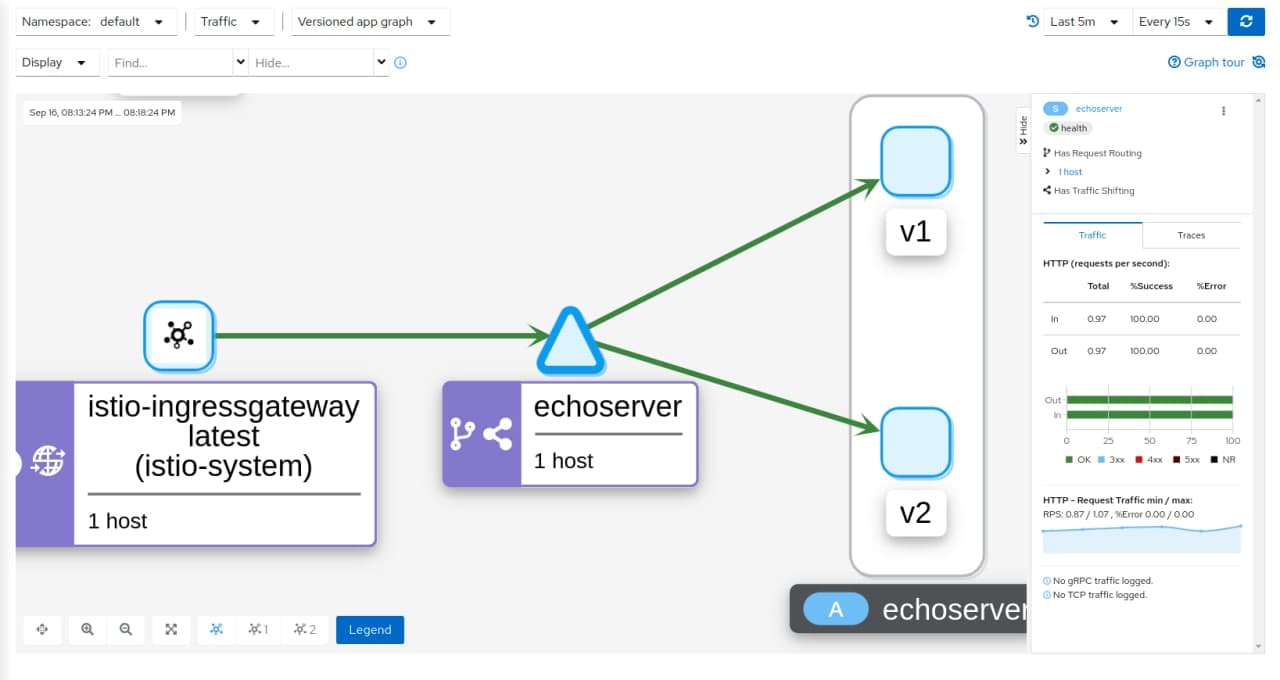 Namespace: default Traffic Versioned app graph Last 5m Every 15s
Display Find... Hide... Graph tour
Sep 16, 08:13:24 PM ... 08:18:24 PM
Hide
v1
v2
istio-ingressgateway
latest
(istio-system)
1 host
echoserver
1 host
A echoserver
1
2
Legend
S echoserver
health
Has Request Routing
1 host
Has Traffic Shifting
Traffic Traces
HTTP (requests per second):
Total %Success %Error
In 0.97 100.00 0.00
Out 0.97 100.00 0.00
Out
In
0 25 50 75 100
OK 3xx 4xx 5xx NR
HTTP - Request Traffic min / max:
RPS: 0.87 / 1.07 , %Error 0.00 / 0.00
No gRPC traffic logged.
No TCP traffic logged.